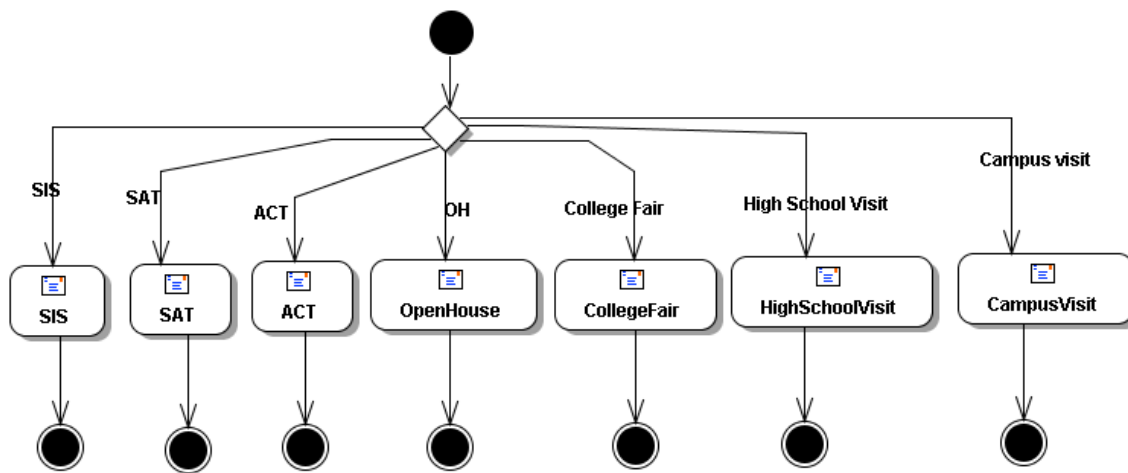 Campus visit
SIS
SAT
ACT
OH
College Fair
High School Visit
SIS
SAT
ACT
OpenHouse
CollegeFair
HighSchoolVisit
CampusVisit